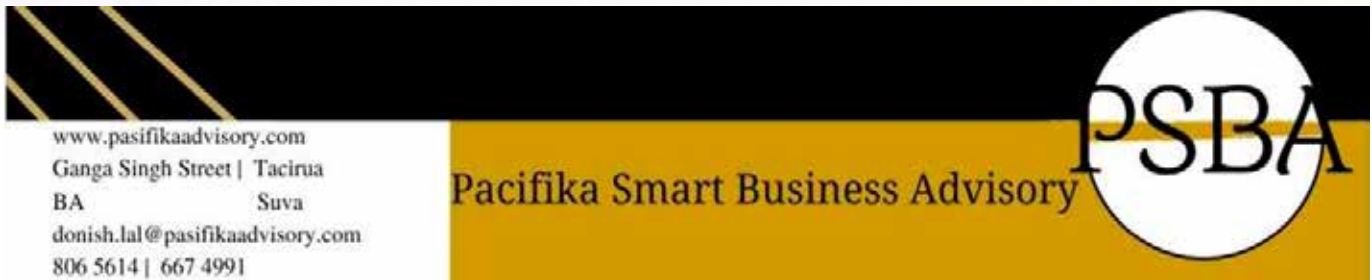 www.pasifikaadvisory.com
Ganga Singh Street | Tacirua
BA Suva
donish.lal@pasifikaadvisory.com
806 5614 | 667 4991
Pacifika Smart Business Advisory
PSBA